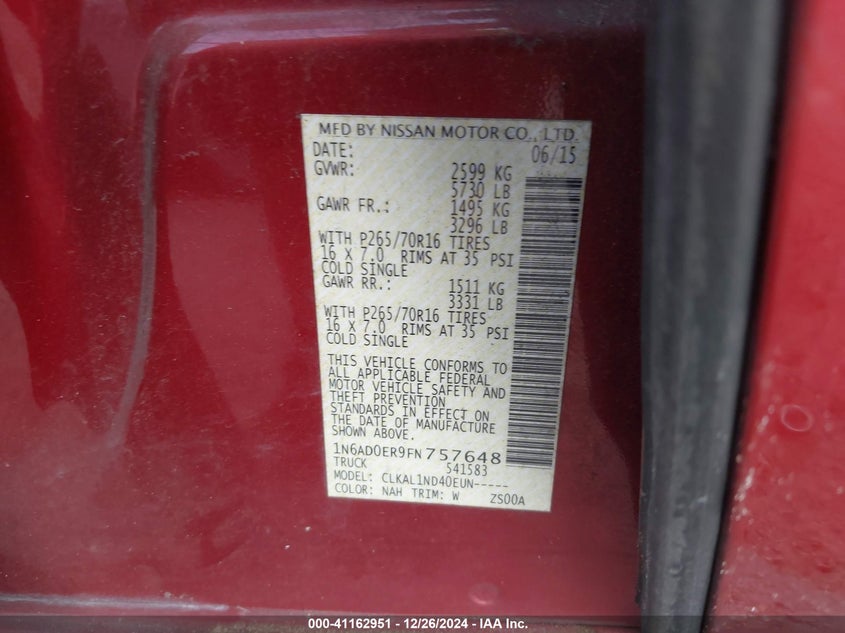 MFD BY NISSAN MOTOR CO., LTD.
DATE: 06/15
GVWR: 2599 KG
5730 LB
GAWR FR.: 1495 KG
3296 LB
WITH P265/70R16 TIRES
16 X 7.0 RIMS AT 35 PSI
COLD SINGLE
GAWR RR.: 1511 KG
3331 LB
WITH P265/70R16 TIRES
16 X 7.0 RIMS AT 35 PSI
COLD SINGLE
THIS VEHICLE CONFORMS TO
ALL APPLICABLE FEDERAL
MOTOR VEHICLE SAFETY AND
THEFT PREVENTION
STANDARDS IN EFFECT ON
THE DATE OF MANUFACTURE
SHOWN ABOVE.
1N6AD0ER9FN757648
TRUCK 541583
MODEL: CLKAL1ND40EUN-----
COLOR: NAH TRIM: W ZS00A
000-41162951 - 12/26/2024 - IAA Inc.